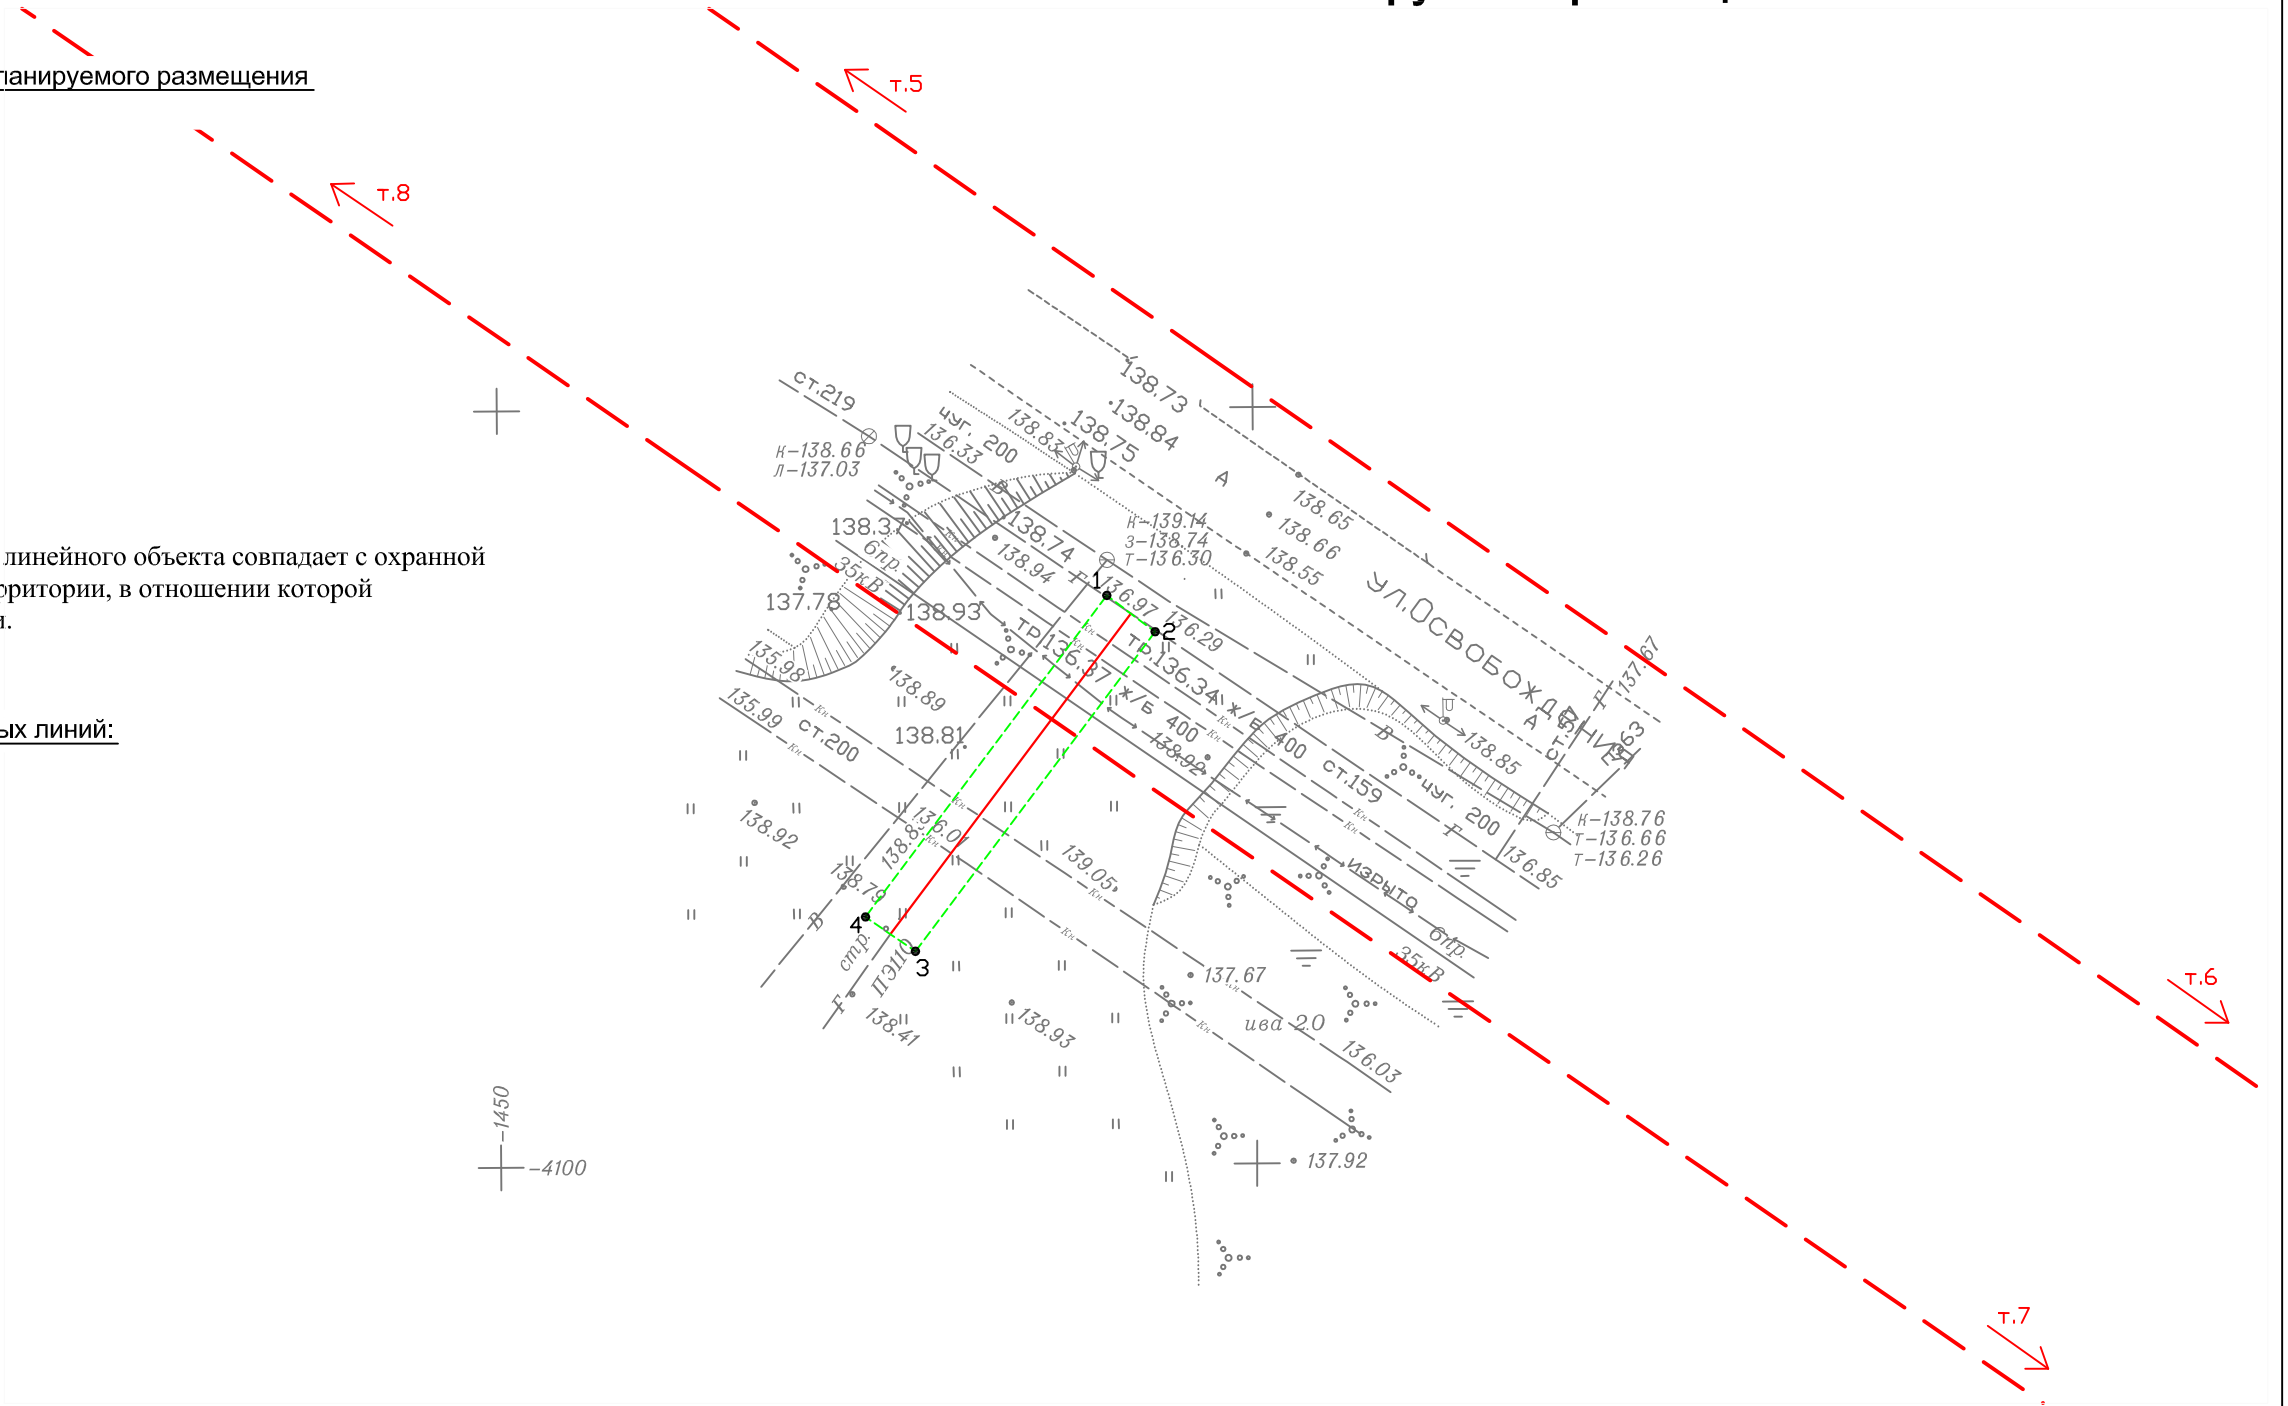 т.5
ланируемого размещения
т.8
138.73
ст.219
138.84
чуг. 200
138.83
138.75
136.33
А
к-138.66
л-137.03
В
138.65
138.37
138.74
к-139.14
з-138.74
т-136.30
138.66
6пр.
138.94
138.55
линейного объекта совпадает с охранной
35кВ
Г
1
ул.Освобождения
рритории, в отношении которой
137.78
138.93
136.97
и.
тр.136.37 ж/б 400
тр.136.34 ж/б 400
2
136.29
137.67
135.98
138.89
Г
135.99
ст.200
138.81
138.92
В
138.85
А
ых линий:
ст.159
чуг. 200
138.92
136.01
Г
к-138.76
т-136.66
т-136.26
139.05
136.85
изрыто
138.79
4
В
стр.
ПЭ110
3
6пр.
35кВ
137.67
т.6
Г
138.41
138.93
ива 2.0
136.03
-1450
-4100
137.92
т.7